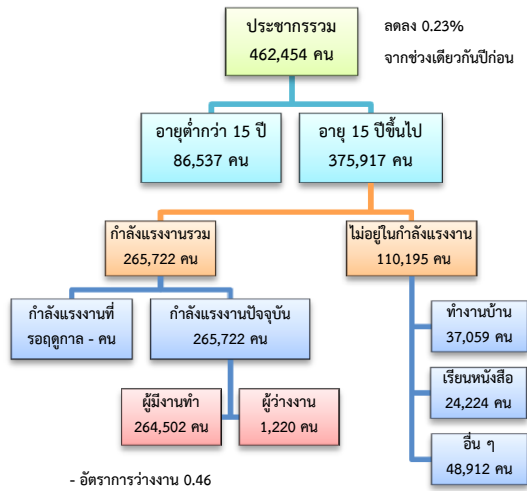 ประชากรรวม
462,454 คน
ลดลง 0.23%
จากช่วงเดียวกันปีก่อน
อายุต่ำกว่า 15 ปี
86,537 คน
อายุ 15 ปีขึ้นไป
375,917 คน
กำลังแรงงานรวม
265,722 คน
ไม่อยู่ในกำลังแรงงาน
110,195 คน
กำลังแรงงานที่
รอฤดูกาล - คน
กำลังแรงงานปัจจุบัน
265,722 คน
ทำงานบ้าน
37,059 คน
เรียนหนังสือ
24,224 คน
ผู้มีงานทำ
264,502 คน
ผู้ว่างงาน
1,220 คน
อื่น ๆ
48,912 คน
- อัตราการว่างงาน 0.46